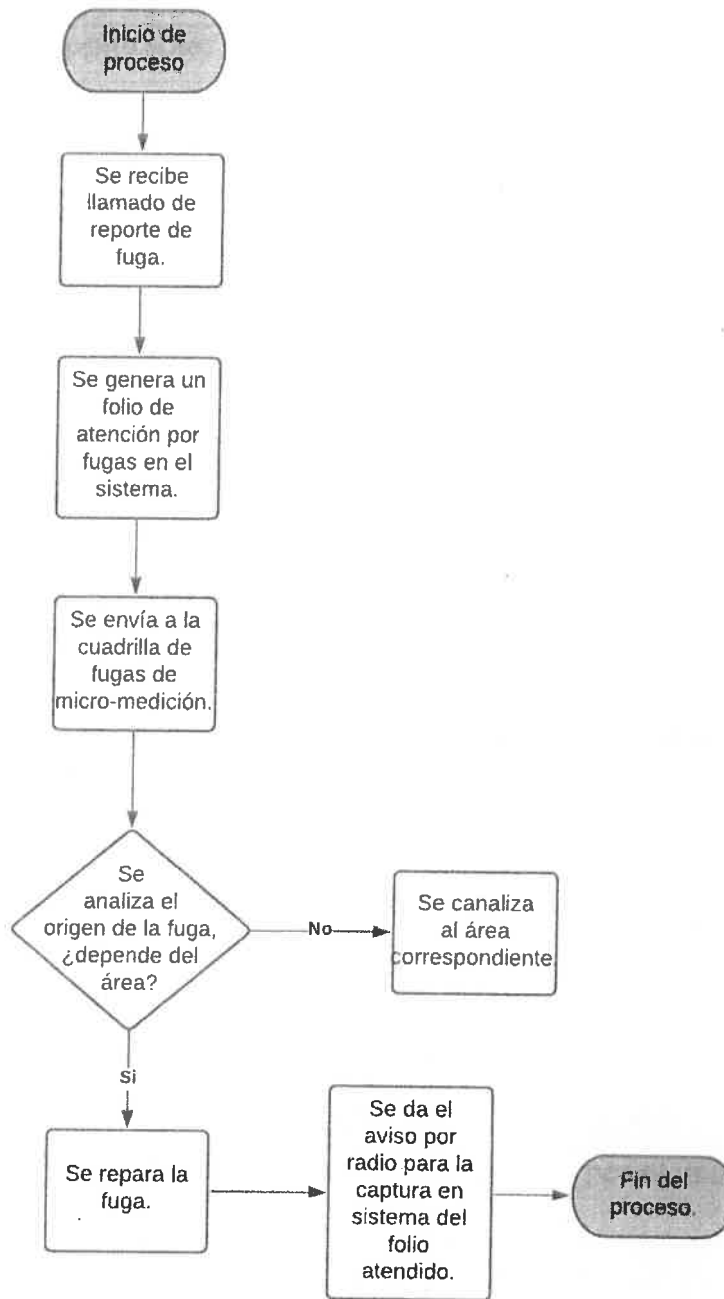 Inicio de
proceso
Se recibe
llamado de
reporte de
fuga.
Se genera un
folio de
atención por
fugas en el
sistema.
Se envía a la
cuadrilla de
fugas de
micro-medición.
Se
analiza el
origen de la fuga,
¿depende del
área?
No
Se canaliza
al área
correspondiente
Si
Se repara la
fuga.
Se da el
aviso por
radio para la
captura en
sistema del
folio
atendido.
Fin del
proceso.